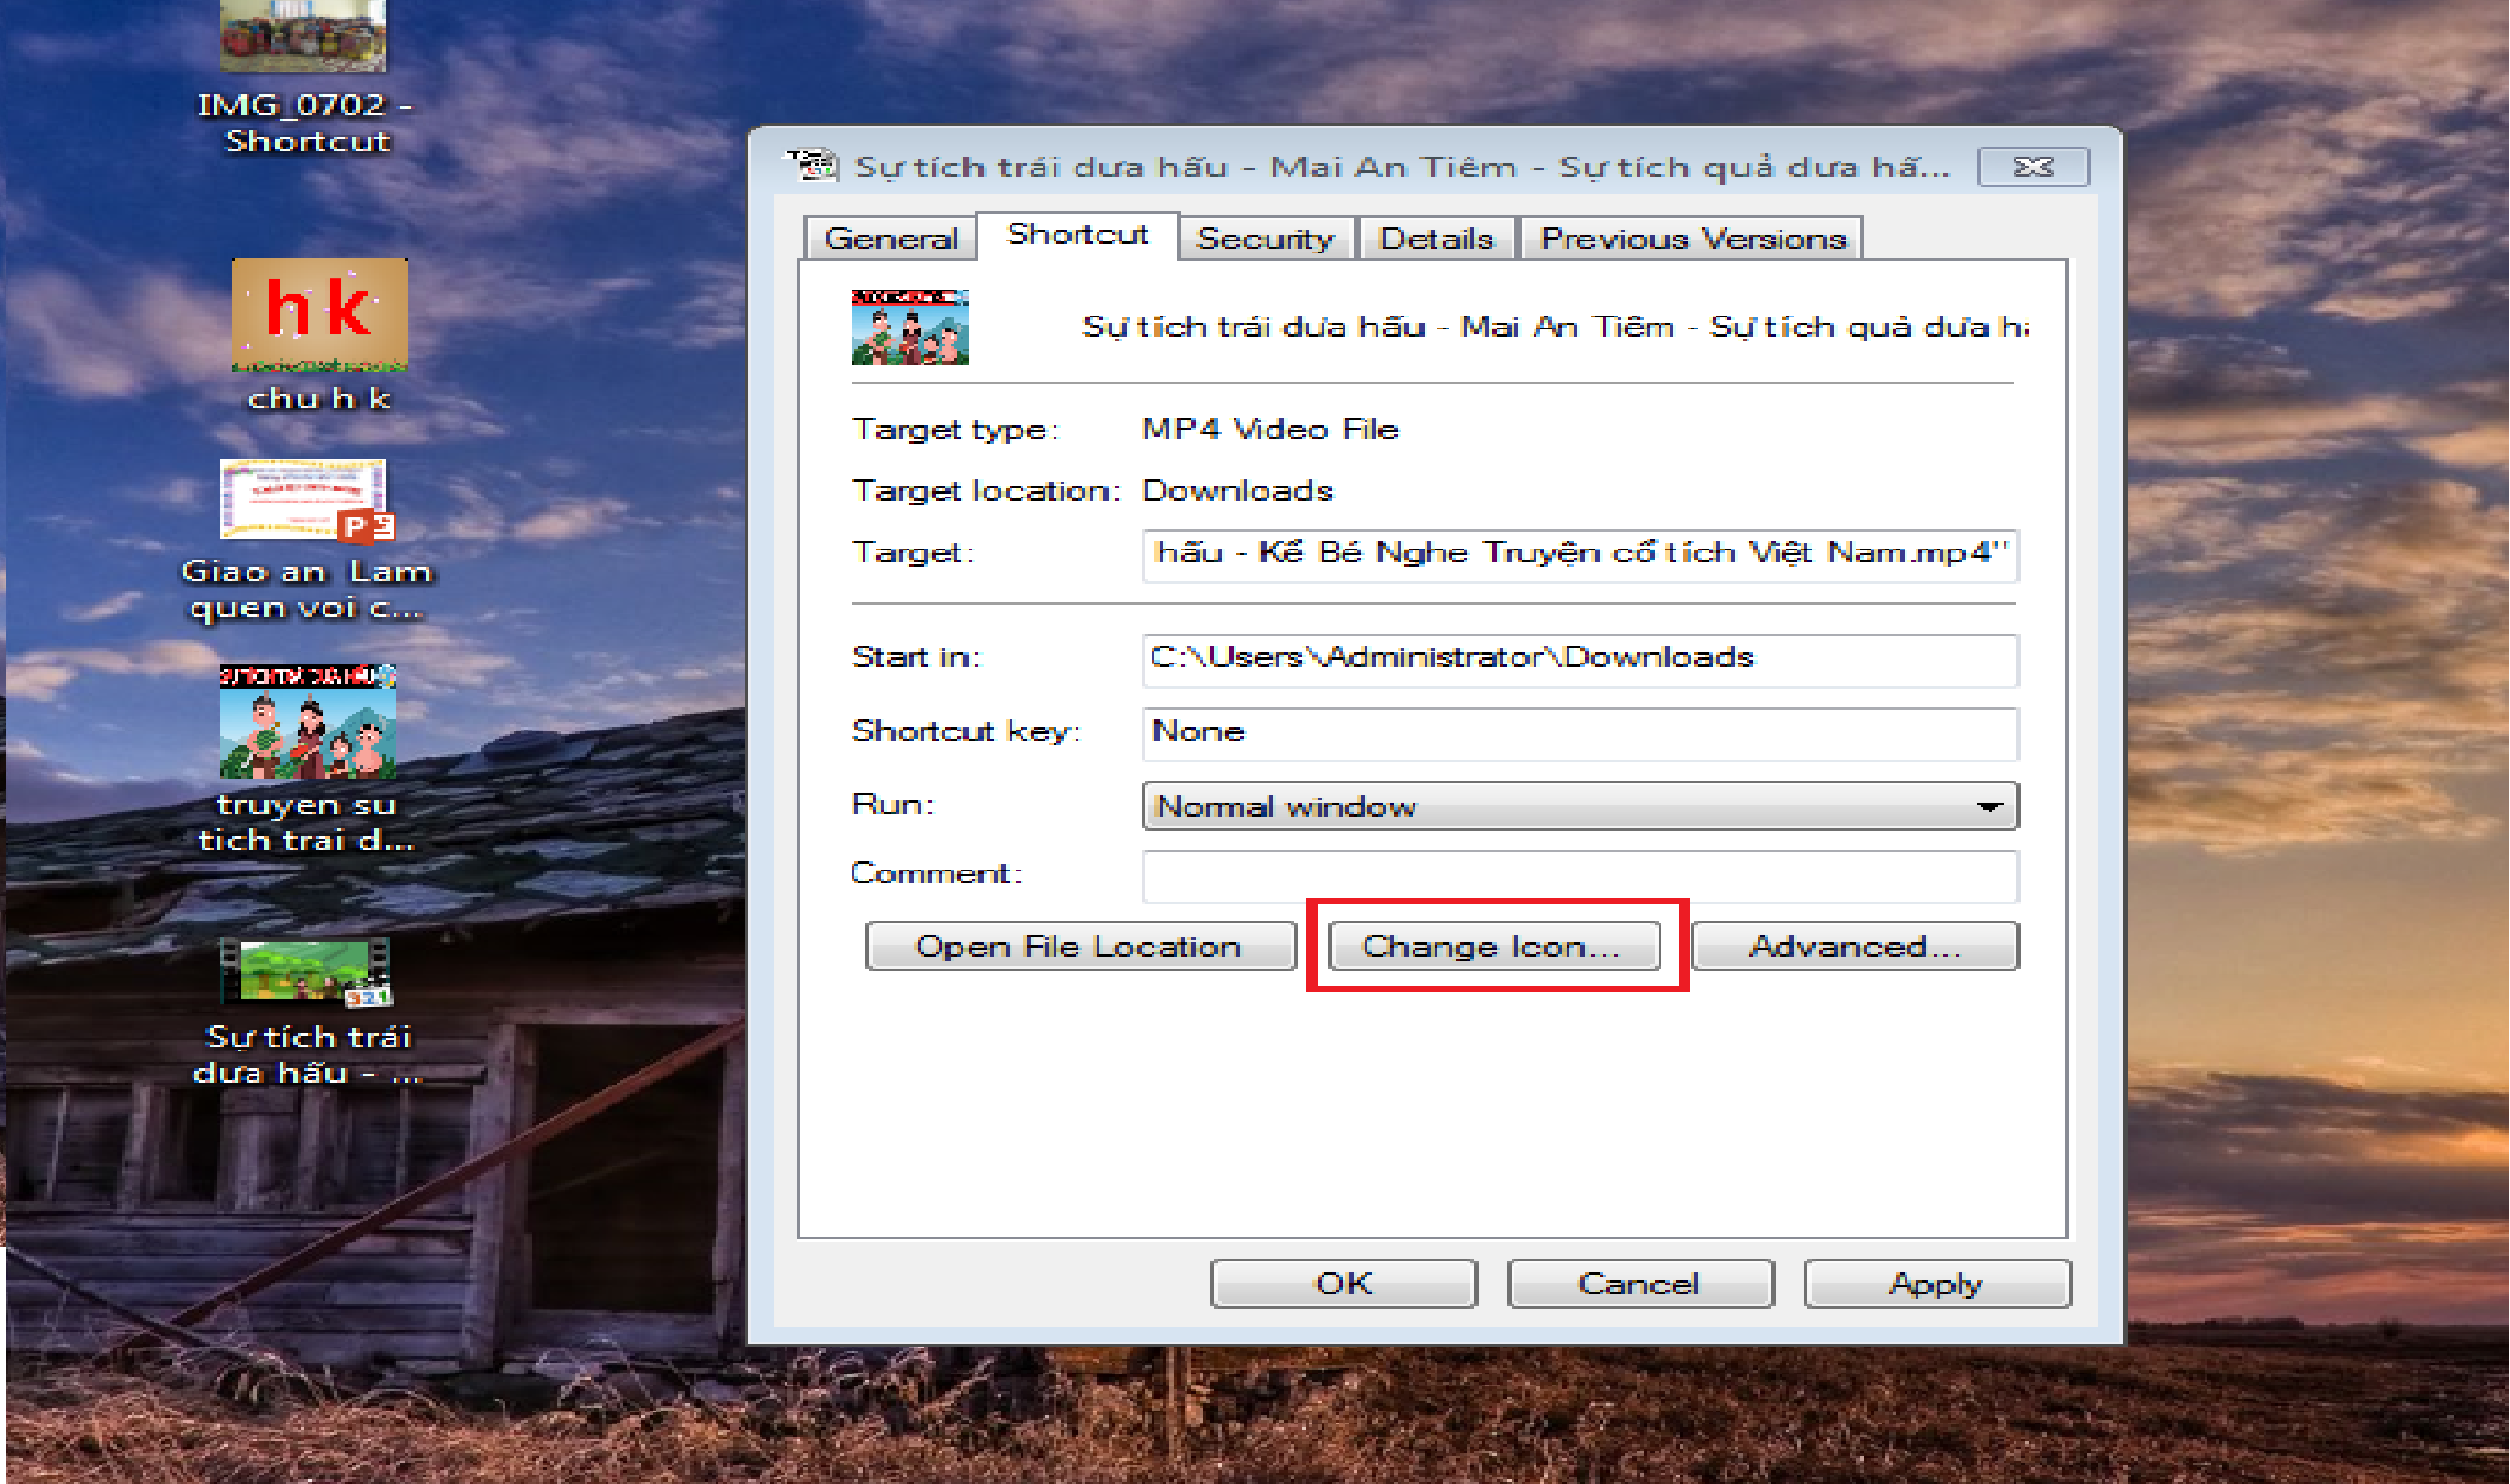 IMG_0702 -
Shortcut
h k
chu h k
Giao an Lam
quen voi c...
truyen su
tich trai d...
321
Sự tích trái
dưa hấu - ...
Sự tích trái dưa hấu - Mai An Tiêm - Sự tích quả dưa hấ...
General
Shortcut
Security
Details
Previous Versions
Sự tích trái dưa hấu - Mai An Tiêm - Sự tích quả dưa hấ
Target type: MP4 Video File
Target location: Downloads
Target: hấu - Kể Bé Nghe Truyện cổ tích Việt Nam.mp4"
Start in: C:\Users\Administrator\Downloads
Shortcut key: None
Run: Normal window
Comment:
Open File Location
Change Icon...
Advanced...
OK
Cancel
Apply